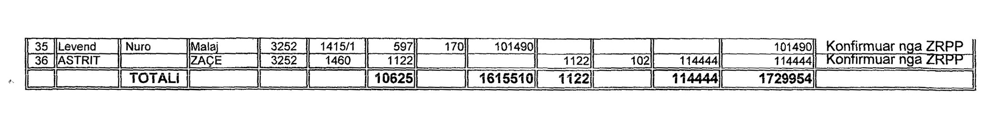 35 Levend Nuro Malaj 3252 1415/1 597 170 101490 101490 Konfirmuar nga ZRPP
36 ASTRIT ZAÇE 3252 1460 1122 1122 102 114444 114444 Konfirmuar nga ZRPP
TOTALI 10625 1615510 1122 114444 1729954